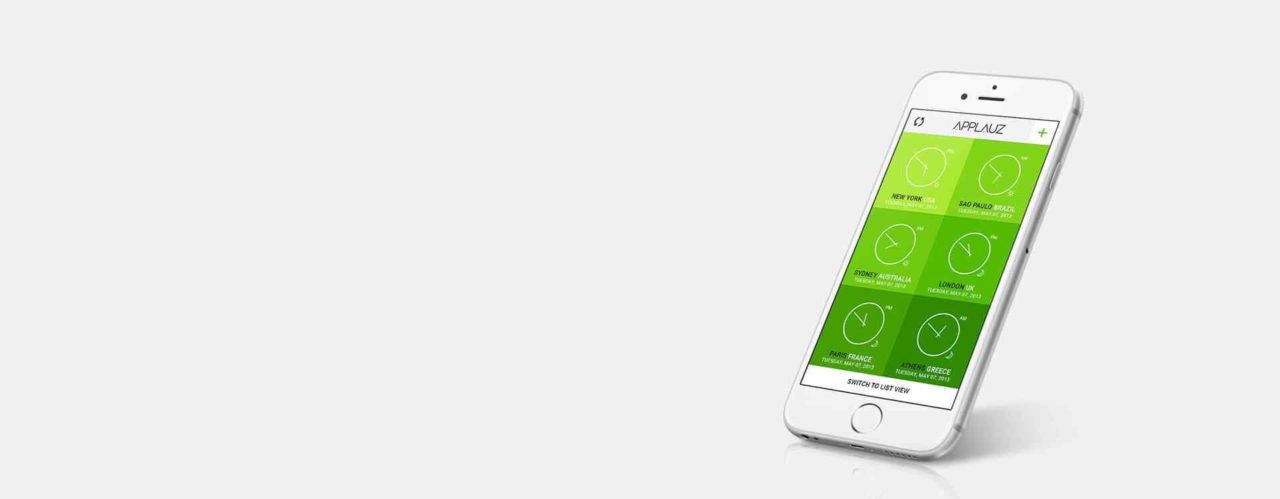 APPLAUZ
PM
AM
NEW YORK USA
TUESDAY, MAY 07, 2013
SAO PAULO BRAZIL
TUESDAY, MAY 07, 2013
AM
PM
SYDNEY AUSTRALIA
TUESDAY, MAY 07, 2013
LONDON UK
TUESDAY, MAY 07, 2013
PM
AM
PARIS FRANCE
TUESDAY, MAY 07, 2013
ATHENS GREECE
TUESDAY, MAY 07, 2013
SWITCH TO LIST VIEW